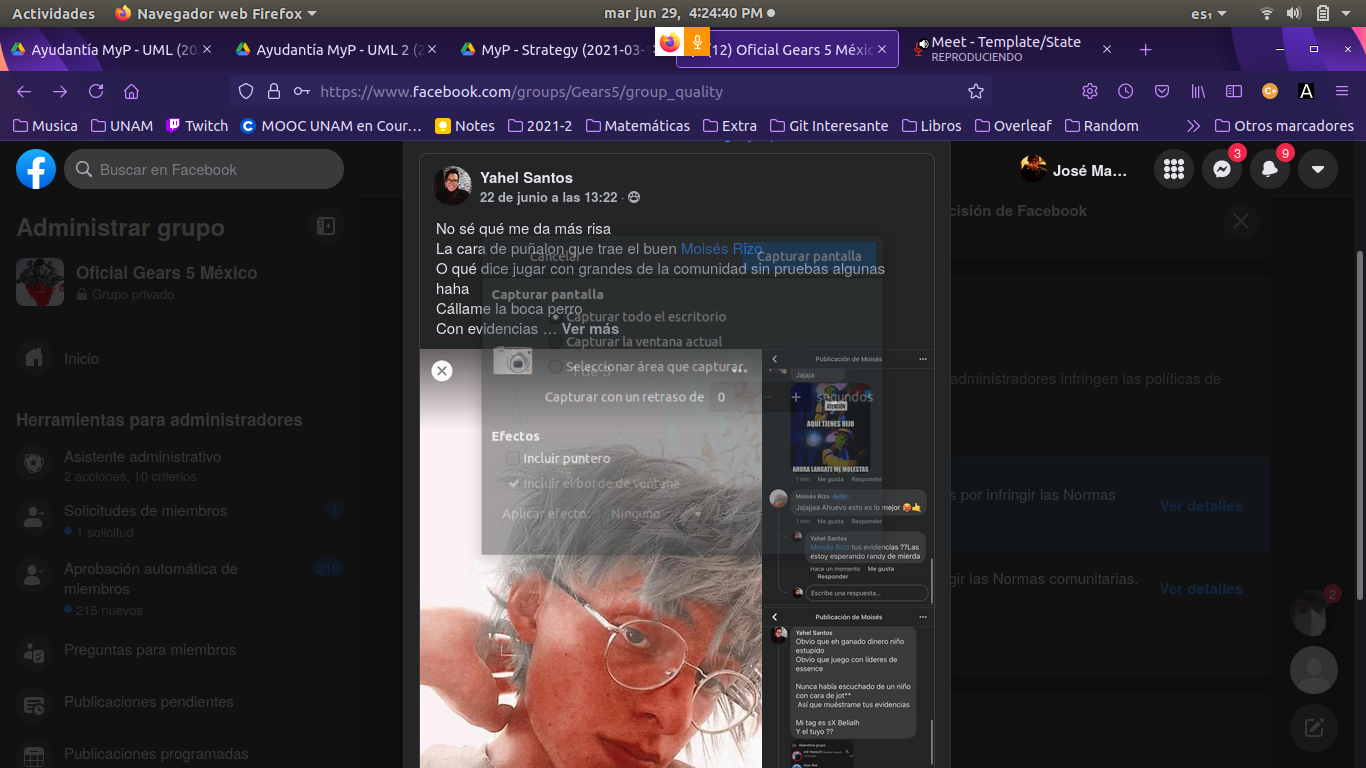 Actividades
Navegador web Firefox
mar jun 29, 4:24:40 PM
es₁
Ayudantía MyP - UML (20
Ayudantía MyP - UML 2 (2
MyP - Strategy (2021-03-1
(12) Oficial Gears 5 Méxic
Meet - Template/State
REPRODUCIENDO
https://www.facebook.com/groups/Gears5/group_quality
Musica
UNAM
Twitch
MOOC UNAM en Cour…
Notes
2021-2
Matemáticas
Extra
Git Interesante
Libros
Overleaf
Random
Otros marcadores
Buscar en Facebook
José Ma...
3
9
Administrar grupo
Oficial Gears 5 México
Grupo privado
Inicio
Herramientas para administradores
Asistente administrativo
2 acciones, 10 criterios
Solicitudes de miembros
1
1 solicitud
Aprobación automática de
miembros
215
215 nuevos
Preguntas para miembros
Publicaciones pendientes
Publicaciones programadas
Yahel Santos
22 de junio a las 13:22 ·
No sé qué me da más risa
La cara de puñalon que trae el buen Moisés Rizo
O qué dice jugar con grandes de la comunidad sin pruebas algunas
haha
Cállame la boca perro
Con evidencias … Ver más
Cancelar
Capturar pantalla
Capturar pantalla
Capturar todo el escritorio
Capturar la ventana actual
Seleccionar área que capturar
Capturar con un retraso de 0 − + segundos
Efectos
Incluir puntero
Incluir el borde de ventana
Aplicar efecto: Ninguno
Publicación de Moisés
Jajaja
ATENCIÓN
AQUÍ TIENES HIJO
AHORA LARGATE ME MOLESTAS
1 min Me gusta Responder
Moisés Rizo Autor
Jajajjaa Ahuevo esto es lo mejor 🥵🤙
1 min Me gusta Responder
Yahel Santos
Moisés Rizo tus evidencias ??Las
estoy esperando randy de mierda
Hace un momento Me gusta
Responder
Escribe una respuesta...
Publicación de Moisés
Yahel Santos
Obvio que eh ganado dinero niño
estupido
Obvio que juego con líderes de
essence
Nunca había escuchado de un niño
con cara de jot**
Así que muéstrame tus evidencias
Mi tag es sX Belialh
Y el tuyo ??
cisión de Facebook
administradores infringen las políticas de
s por infringir las Normas
Ver detalles
gir las Normas comunitarias.
Ver detalles
2